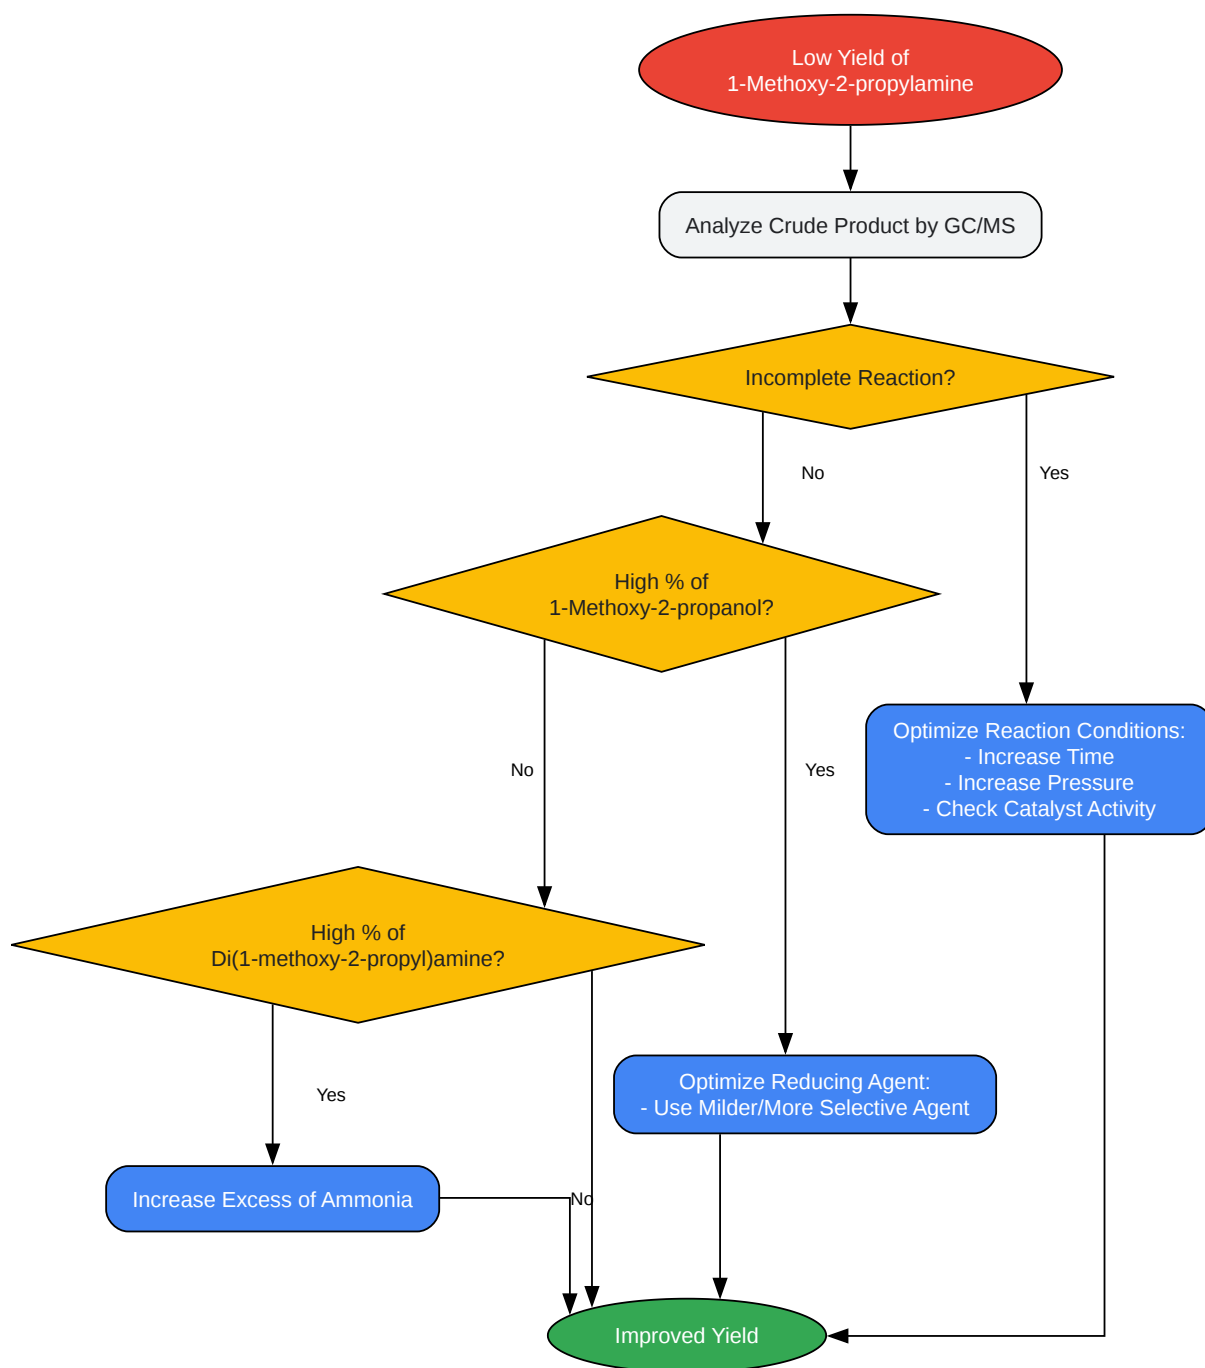 Low Yield of
1-Methoxy-2-propylamine
Analyze Crude Product by GC/MS
Incomplete Reaction?
No
Yes
High % of
1-Methoxy-2-propanol?
Optimize Reaction Conditions:
- Increase Time
- Increase Pressure
- Check Catalyst Activity
No
Yes
High % of
Di(1-methoxy-2-propyl)amine?
Optimize Reducing Agent:
- Use Milder/More Selective Agent
Yes
Increase Excess of Ammonia
No
Improved Yield